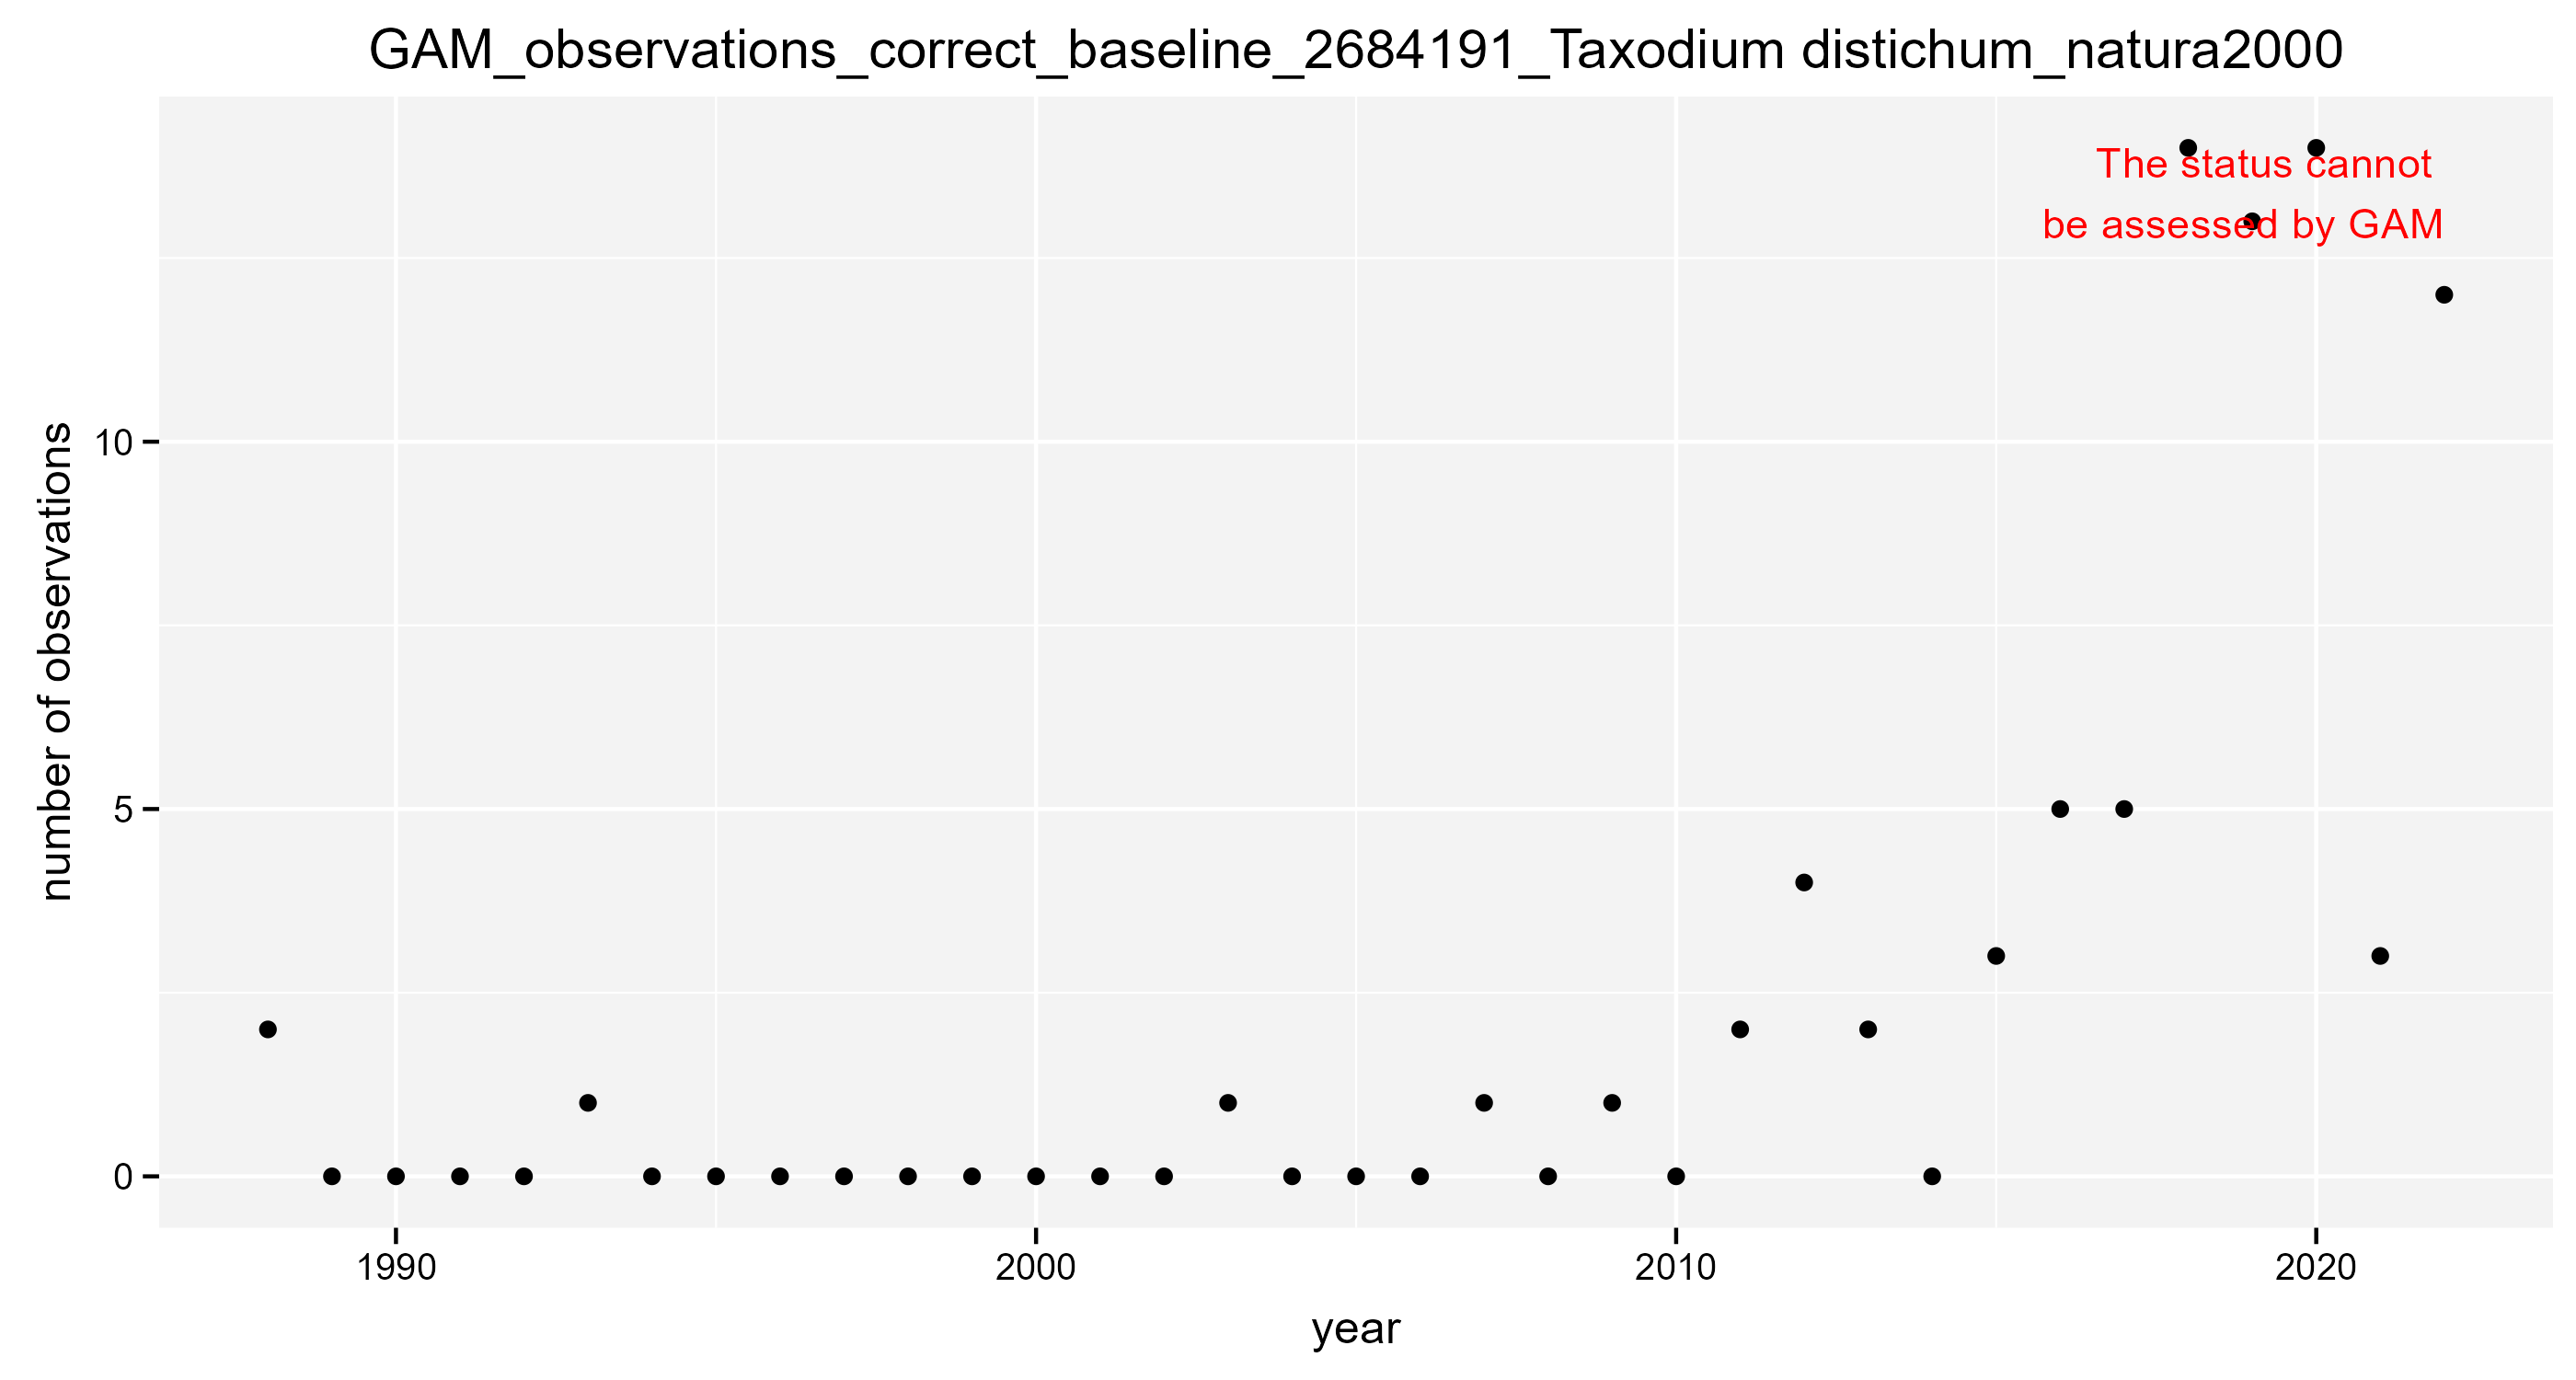 GAM_observations_correct_baseline_2684191_Taxodium distichum_natura2000
The status cannot
be assessed by GAM
number of observations
10
5
0
1990
2000
2010
2020
year